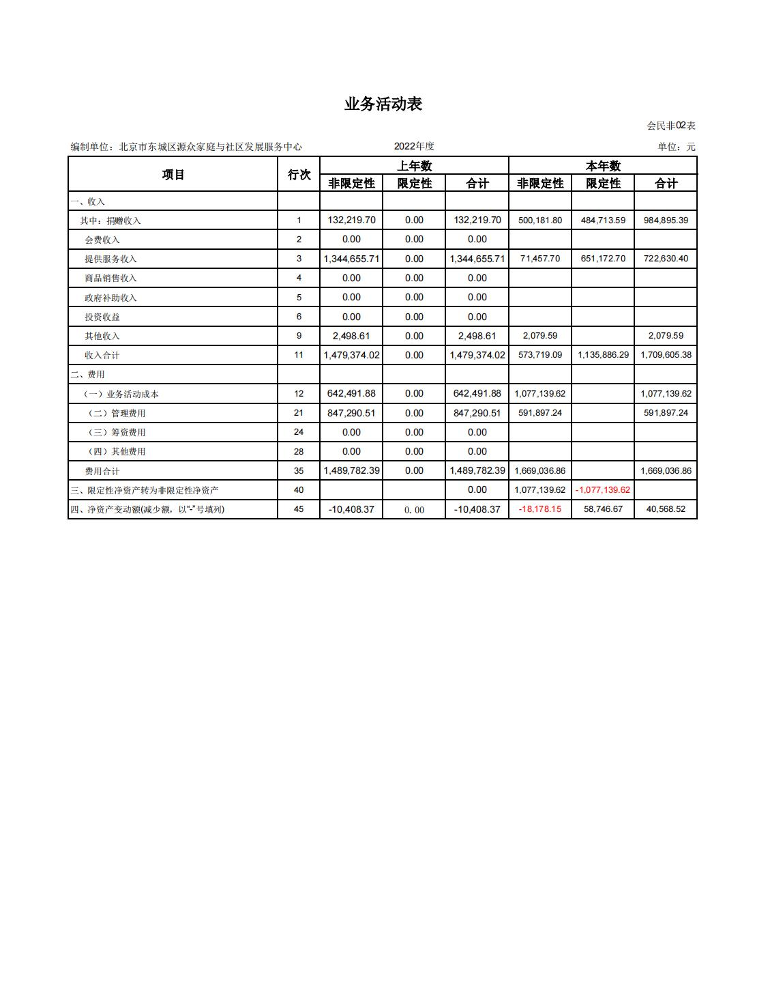 业务活动表
会民非02表
编制单位：北京市东城区源众家庭与社区发展服务中心 2022年度 单位：元
项目 行次 上年数 本年数
非限定性 限定性 合计 非限定性 限定性 合计
一、收入
其中：捐赠收入 1 132,219.70 0.00 132,219.70 500,181.80 484,713.59 984,895.39
会费收入 2 0.00 0.00 0.00
提供服务收入 3 1,344,655.71 0.00 1,344,655.71 71,457.70 651,172.70 722,630.40
商品销售收入 4 0.00 0.00 0.00
政府补助收入 5 0.00 0.00 0.00
投资收益 6 0.00 0.00 0.00
其他收入 9 2,498.61 0.00 2,498.61 2,079.59 2,079.59
收入合计 11 1,479,374.02 0.00 1,479,374.02 573,719.09 1,135,886.29 1,709,605.38
二、费用
（一）业务活动成本 12 642,491.88 0.00 642,491.88 1,077,139.62 1,077,139.62
（二）管理费用 21 847,290.51 0.00 847,290.51 591,897.24 591,897.24
（三）筹资费用 24 0.00 0.00 0.00
（四）其他费用 28 0.00 0.00 0.00
费用合计 35 1,489,782.39 0.00 1,489,782.39 1,669,036.86 1,669,036.86
三、限定性净资产转为非限定性净资产 40 0.00 1,077,139.62 -1,077,139.62
四、净资产变动额(减少额，以“-”号填列) 45 -10,408.37 0.00 -10,408.37 -18,178.15 58,746.67 40,568.52